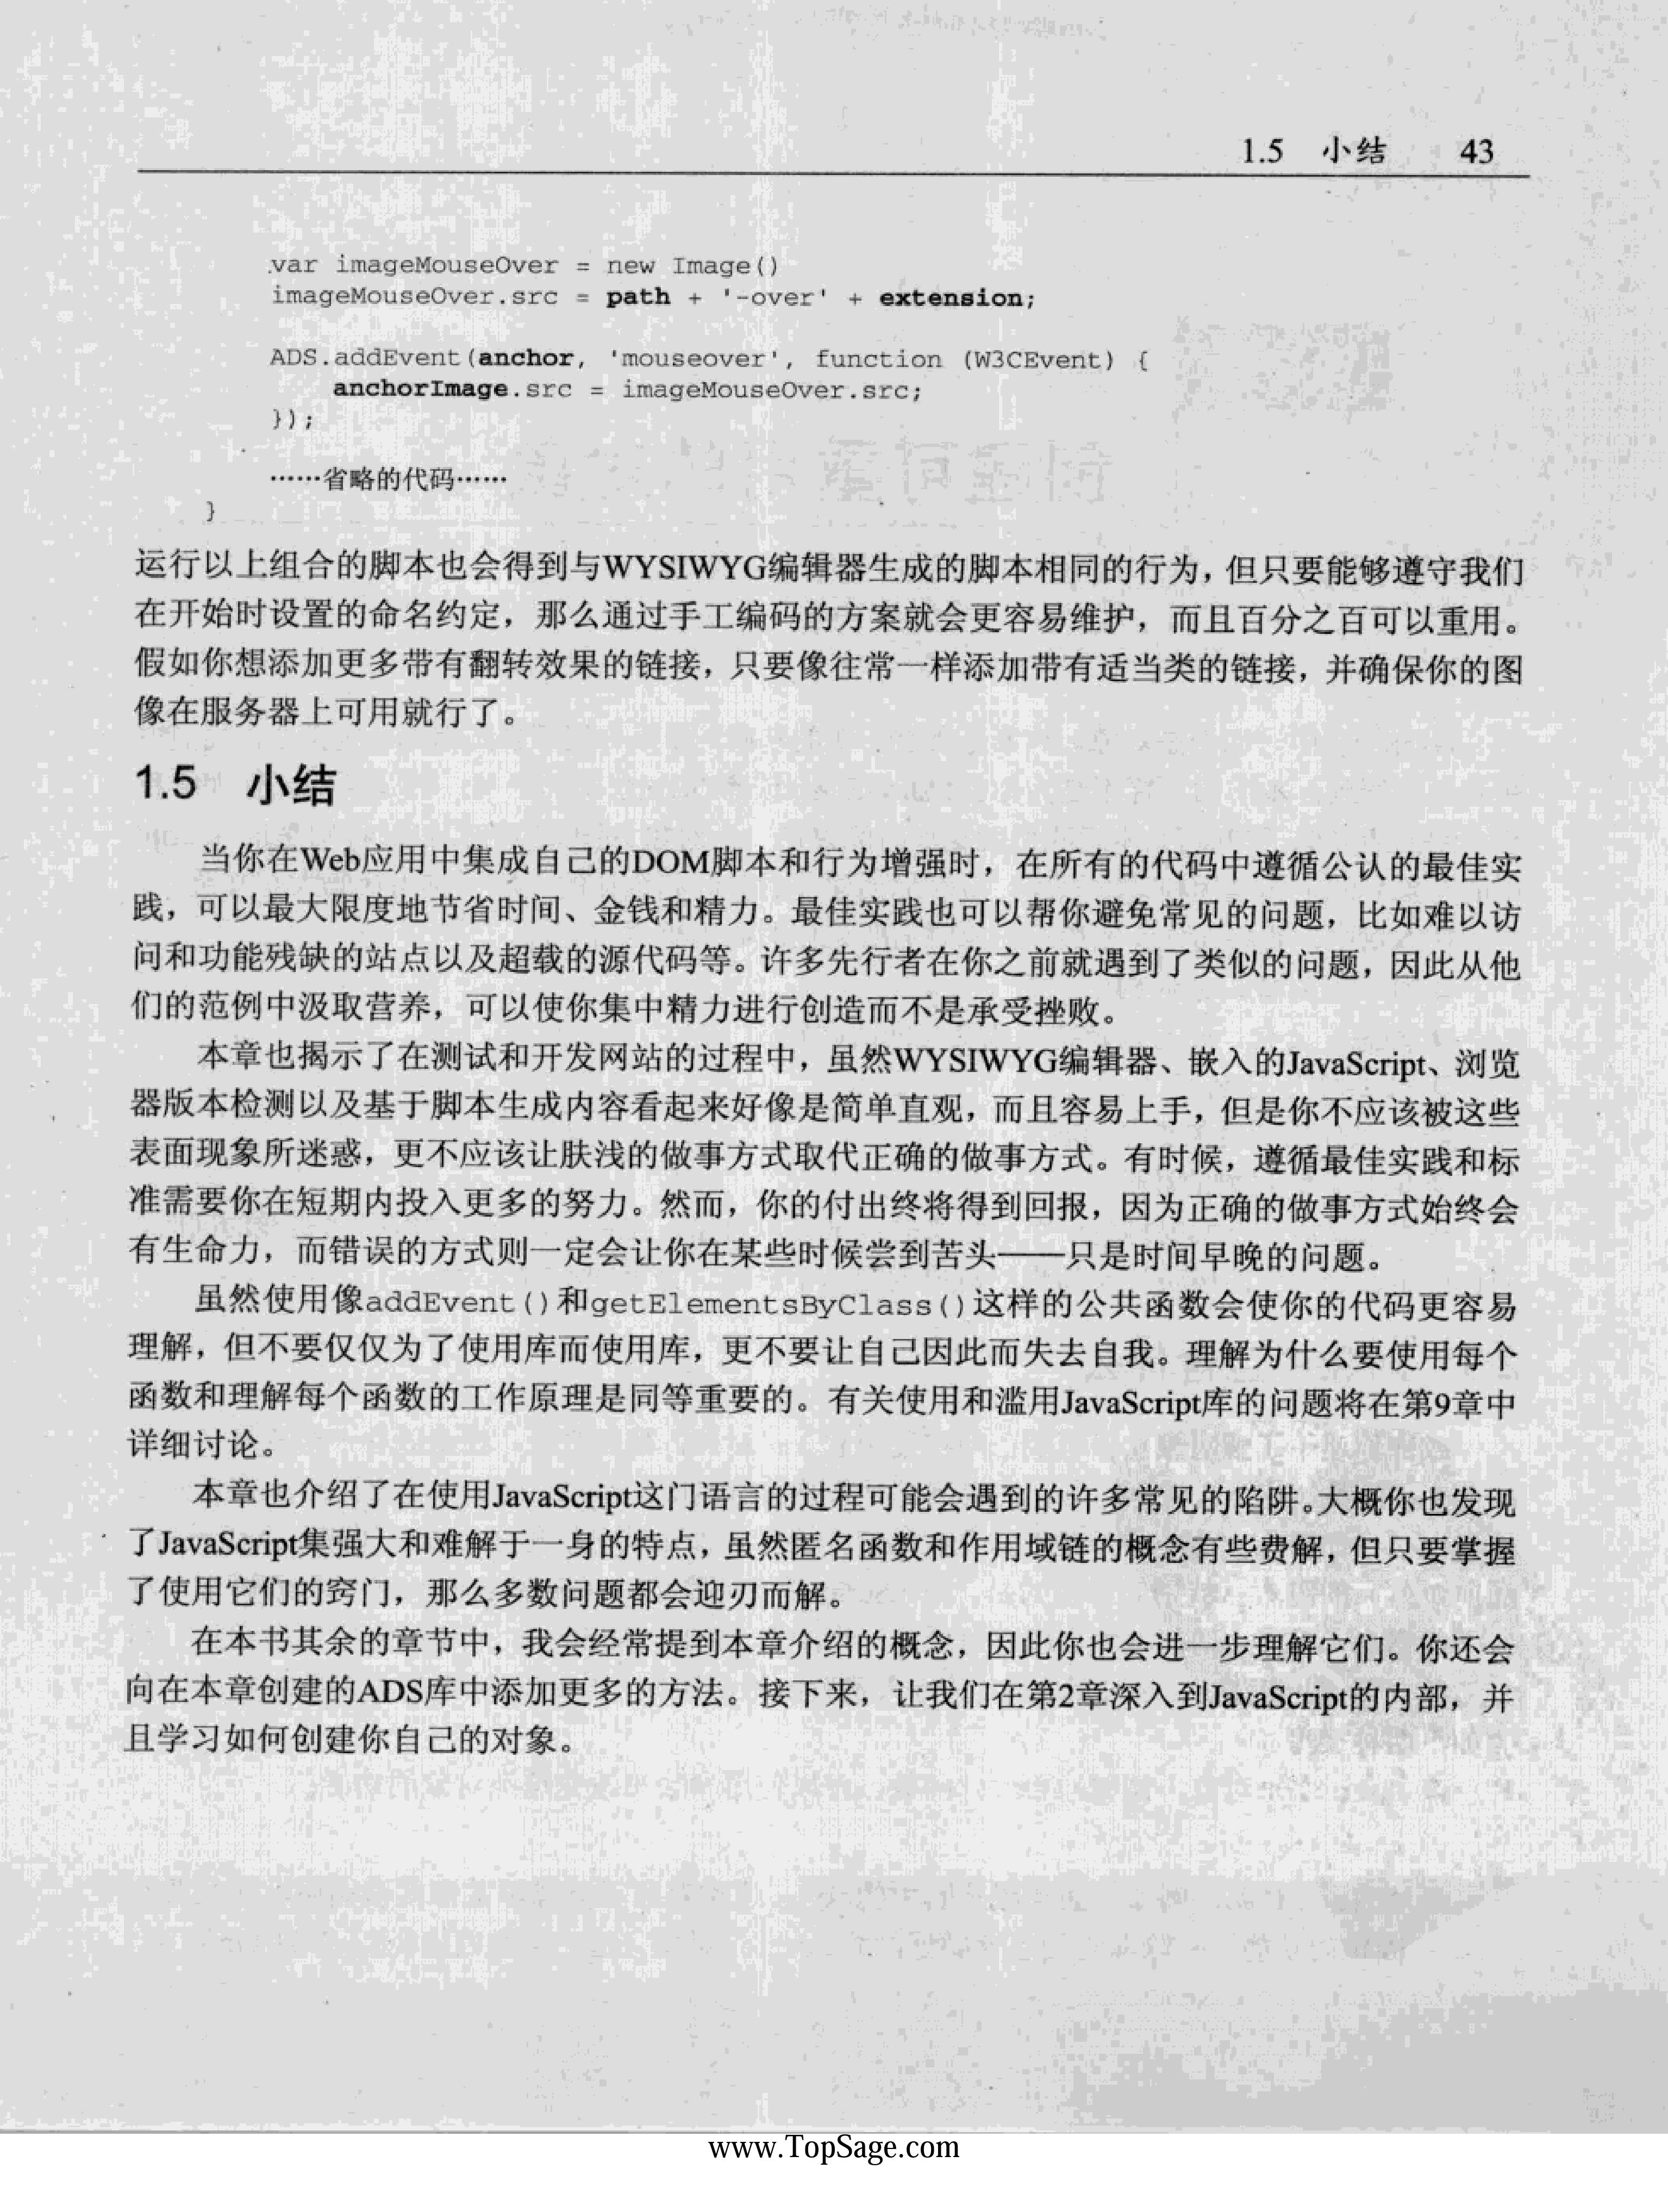 1.5 小结 43
var imageMouseOver = new Image()
imageMouseOver.src = path + '-over' + extension;
ADS.addEvent(anchor, 'mouseover', function (W3CEvent) {
anchorImage.src = imageMouseOver.src;
});
……省略的代码……
}
运行以上组合的脚本也会得到与WYSIWYG编辑器生成的脚本相同的行为，但只要能够遵守我们
在开始时设置的命名约定，那么通过手工编码的方案就会更容易维护，而且百分之百可以重用。
假如你想添加更多带有翻转效果的链接，只要像往常一样添加带有适当类的链接，并确保你的图
像在服务器上可用就行了。
1.5 小结
当你在Web应用中集成自己的DOM脚本和行为增强时，在所有的代码中遵循公认的最佳实
践，可以最大限度地节省时间、金钱和精力。最佳实践也可以帮你避免常见的问题，比如难以访
问和功能残缺的站点以及超载的源代码等。许多先行者在你之前就遇到了类似的问题，因此从他
们的范例中汲取营养，可以使你集中精力进行创造而不是承受挫败。
本章也揭示了在测试和开发网站的过程中，虽然WYSIWYG编辑器、嵌入的JavaScript、浏览
器版本检测以及基于脚本生成内容看起来好像是简单直观，而且容易上手，但是你不应该被这些
表面现象所迷惑，更不应该让肤浅的做事方式取代正确的做事方式。有时候，遵循最佳实践和标
准需要你在短期内投入更多的努力。然而，你的付出终将得到回报，因为正确的做事方式始终会
有生命力，而错误的方式则一定会让你在某些时候尝到苦头——只是时间早晚的问题。
虽然使用像addEvent()和getElementsByClass()这样的公共函数会使你的代码更容易
理解，但不要仅仅为了使用库而使用库，更不要让自己因此而失去自我。理解为什么要使用每个
函数和理解每个函数的工作原理是同等重要的。有关使用和滥用JavaScript库的问题将在第9章中
详细讨论。
本章也介绍了在使用JavaScript这门语言的过程可能会遇到的许多常见的陷阱。大概你也发现
了JavaScript集强大和难解于一身的特点，虽然匿名函数和作用域链的概念有些费解，但只要掌握
了使用它们的窍门，那么多数问题都会迎刃而解。
在本书其余的章节中，我会经常提到本章介绍的概念，因此你也会进一步理解它们。你还会
向在本章创建的ADS库中添加更多的方法。接下来，让我们在第2章深入到JavaScript的内部，并
且学习如何创建你自己的对象。
www.TopSage.com